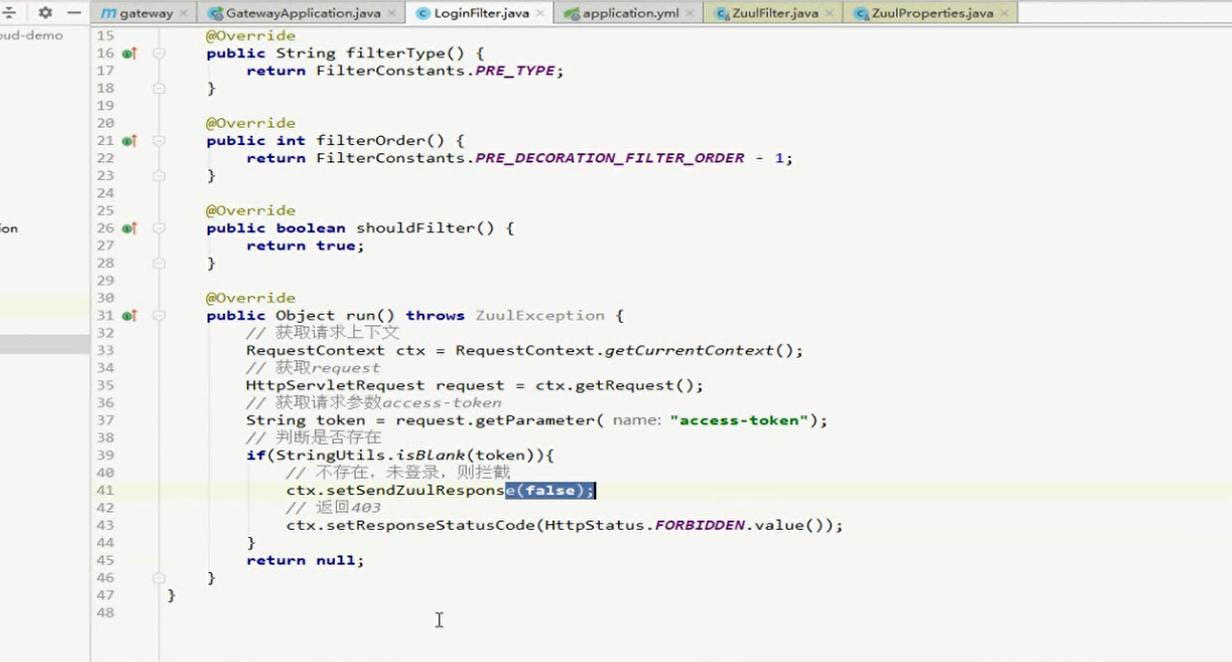 gateway GatewayApplication.java LoginFilter.java application.yml ZuulFilter.java ZuulProperties.java
oud-demo
ion
15 @Override
16 public String filterType() {
17 return FilterConstants.PRE_TYPE;
18 }
19
20 @Override
21 public int filterOrder() {
22 return FilterConstants.PRE_DECORATION_FILTER_ORDER - 1;
23 }
24
25 @Override
26 public boolean shouldFilter() {
27 return true;
28 }
29
30 @Override
31 public Object run() throws ZuulException {
32 // 获取请求上下文
33 RequestContext ctx = RequestContext.getCurrentContext();
34 // 获取request
35 HttpServletRequest request = ctx.getRequest();
36 // 获取请求参数access-token
37 String token = request.getParameter( name: "access-token");
38 // 判断是否存在
39 if(StringUtils.isBlank(token)){
40 // 不存在，未登录，则拦截
41 ctx.setSendZuulResponse(false);
42 // 返回403
43 ctx.setResponseStatusCode(HttpStatus.FORBIDDEN.value());
44 }
45 return null;
46 }
47 }
48